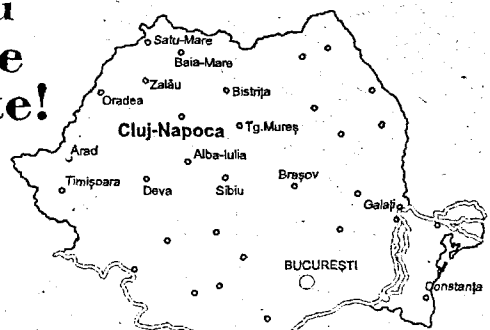 Satu-Mare
Baia-Mare
Zalău
Bistrița
Oradea
te!
Cluj-Napoca
Tg.Mureș
Arad
Alba-Iulia
Timișoara
Deva
Sibiu
Brașov
Galați
BUCUREȘTI
Constanța